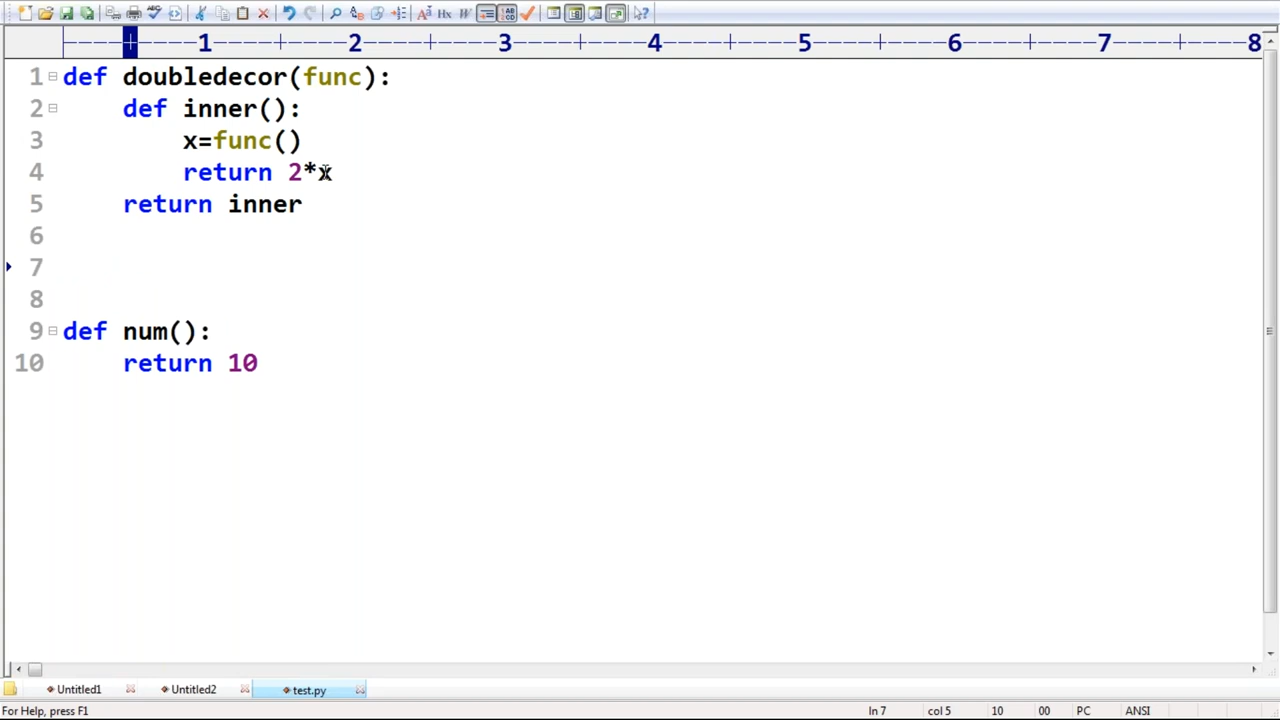 1 2 3 4 5 6 7 8
1 def doubledecor(func):
2 def inner():
3 x=func()
4 return 2*x
5 return inner
6
7
8
9 def num():
10 return 10
Untitled1 Untitled2 test.py
For Help, press F1 ln 7 col 5 10 00 PC ANSI